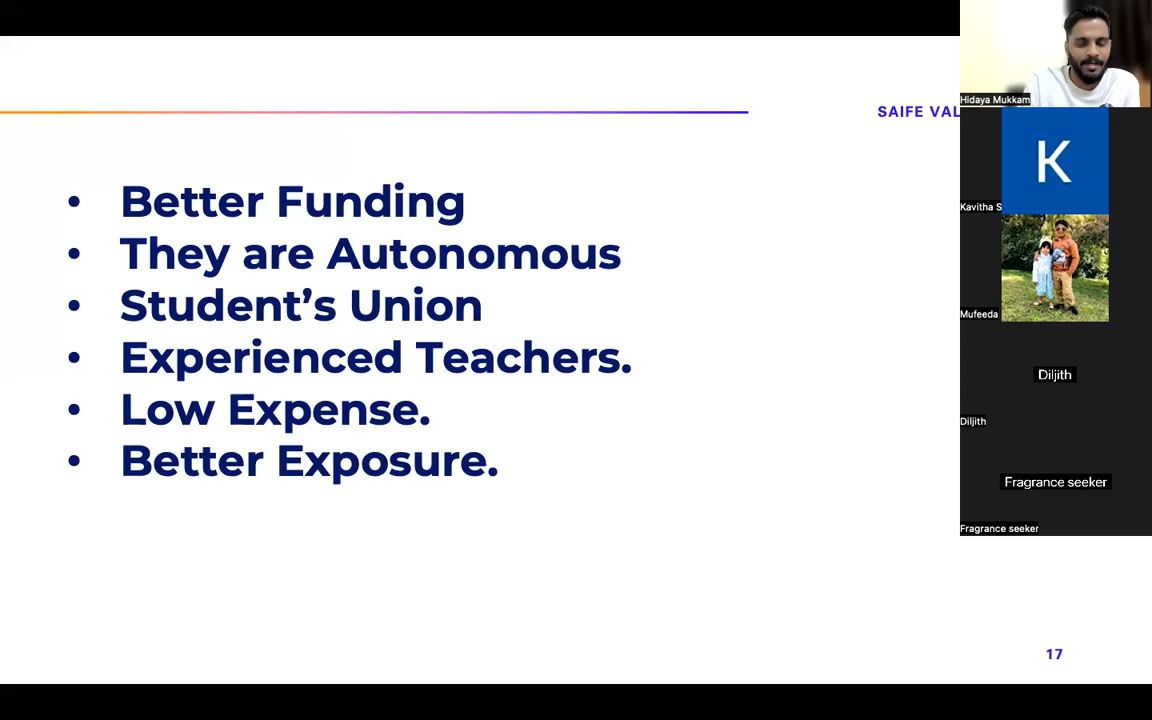 SAIFE VAL
• Better Funding
• They are Autonomous
• Student’s Union
• Experienced Teachers.
• Low Expense.
• Better Exposure.
17
Hidaya Mukkam
K
Kavitha S
Mufeeda
Diljith
Diljith
Fragrance seeker
Fragrance seeker